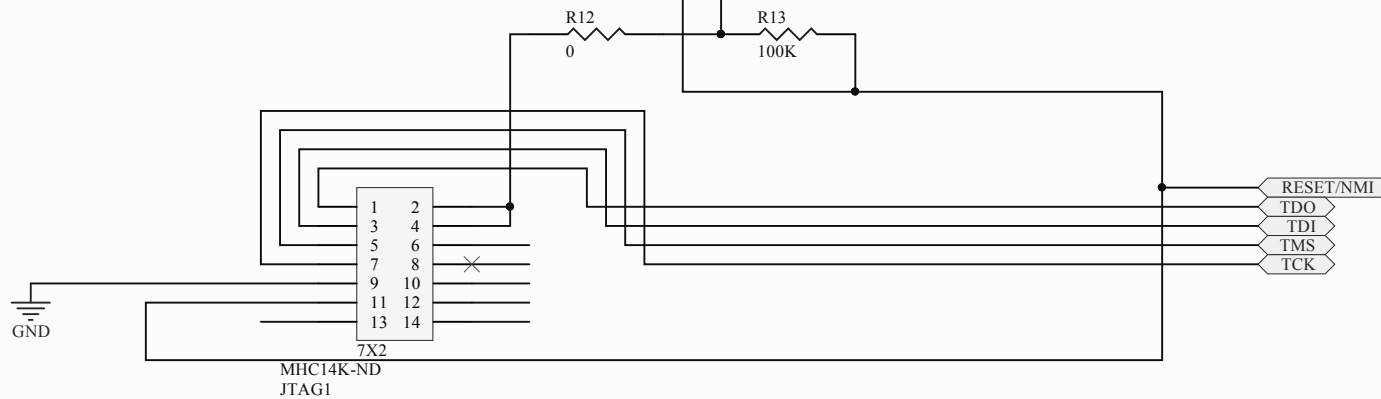 R12
R13
0
100K
RESET/NMI
1 2
TDO
3 4
TDI
5 6
TMS
7 8
TCK
9 10
11 12
13 14
GND
7X2
MHC14K-ND
JTAG1